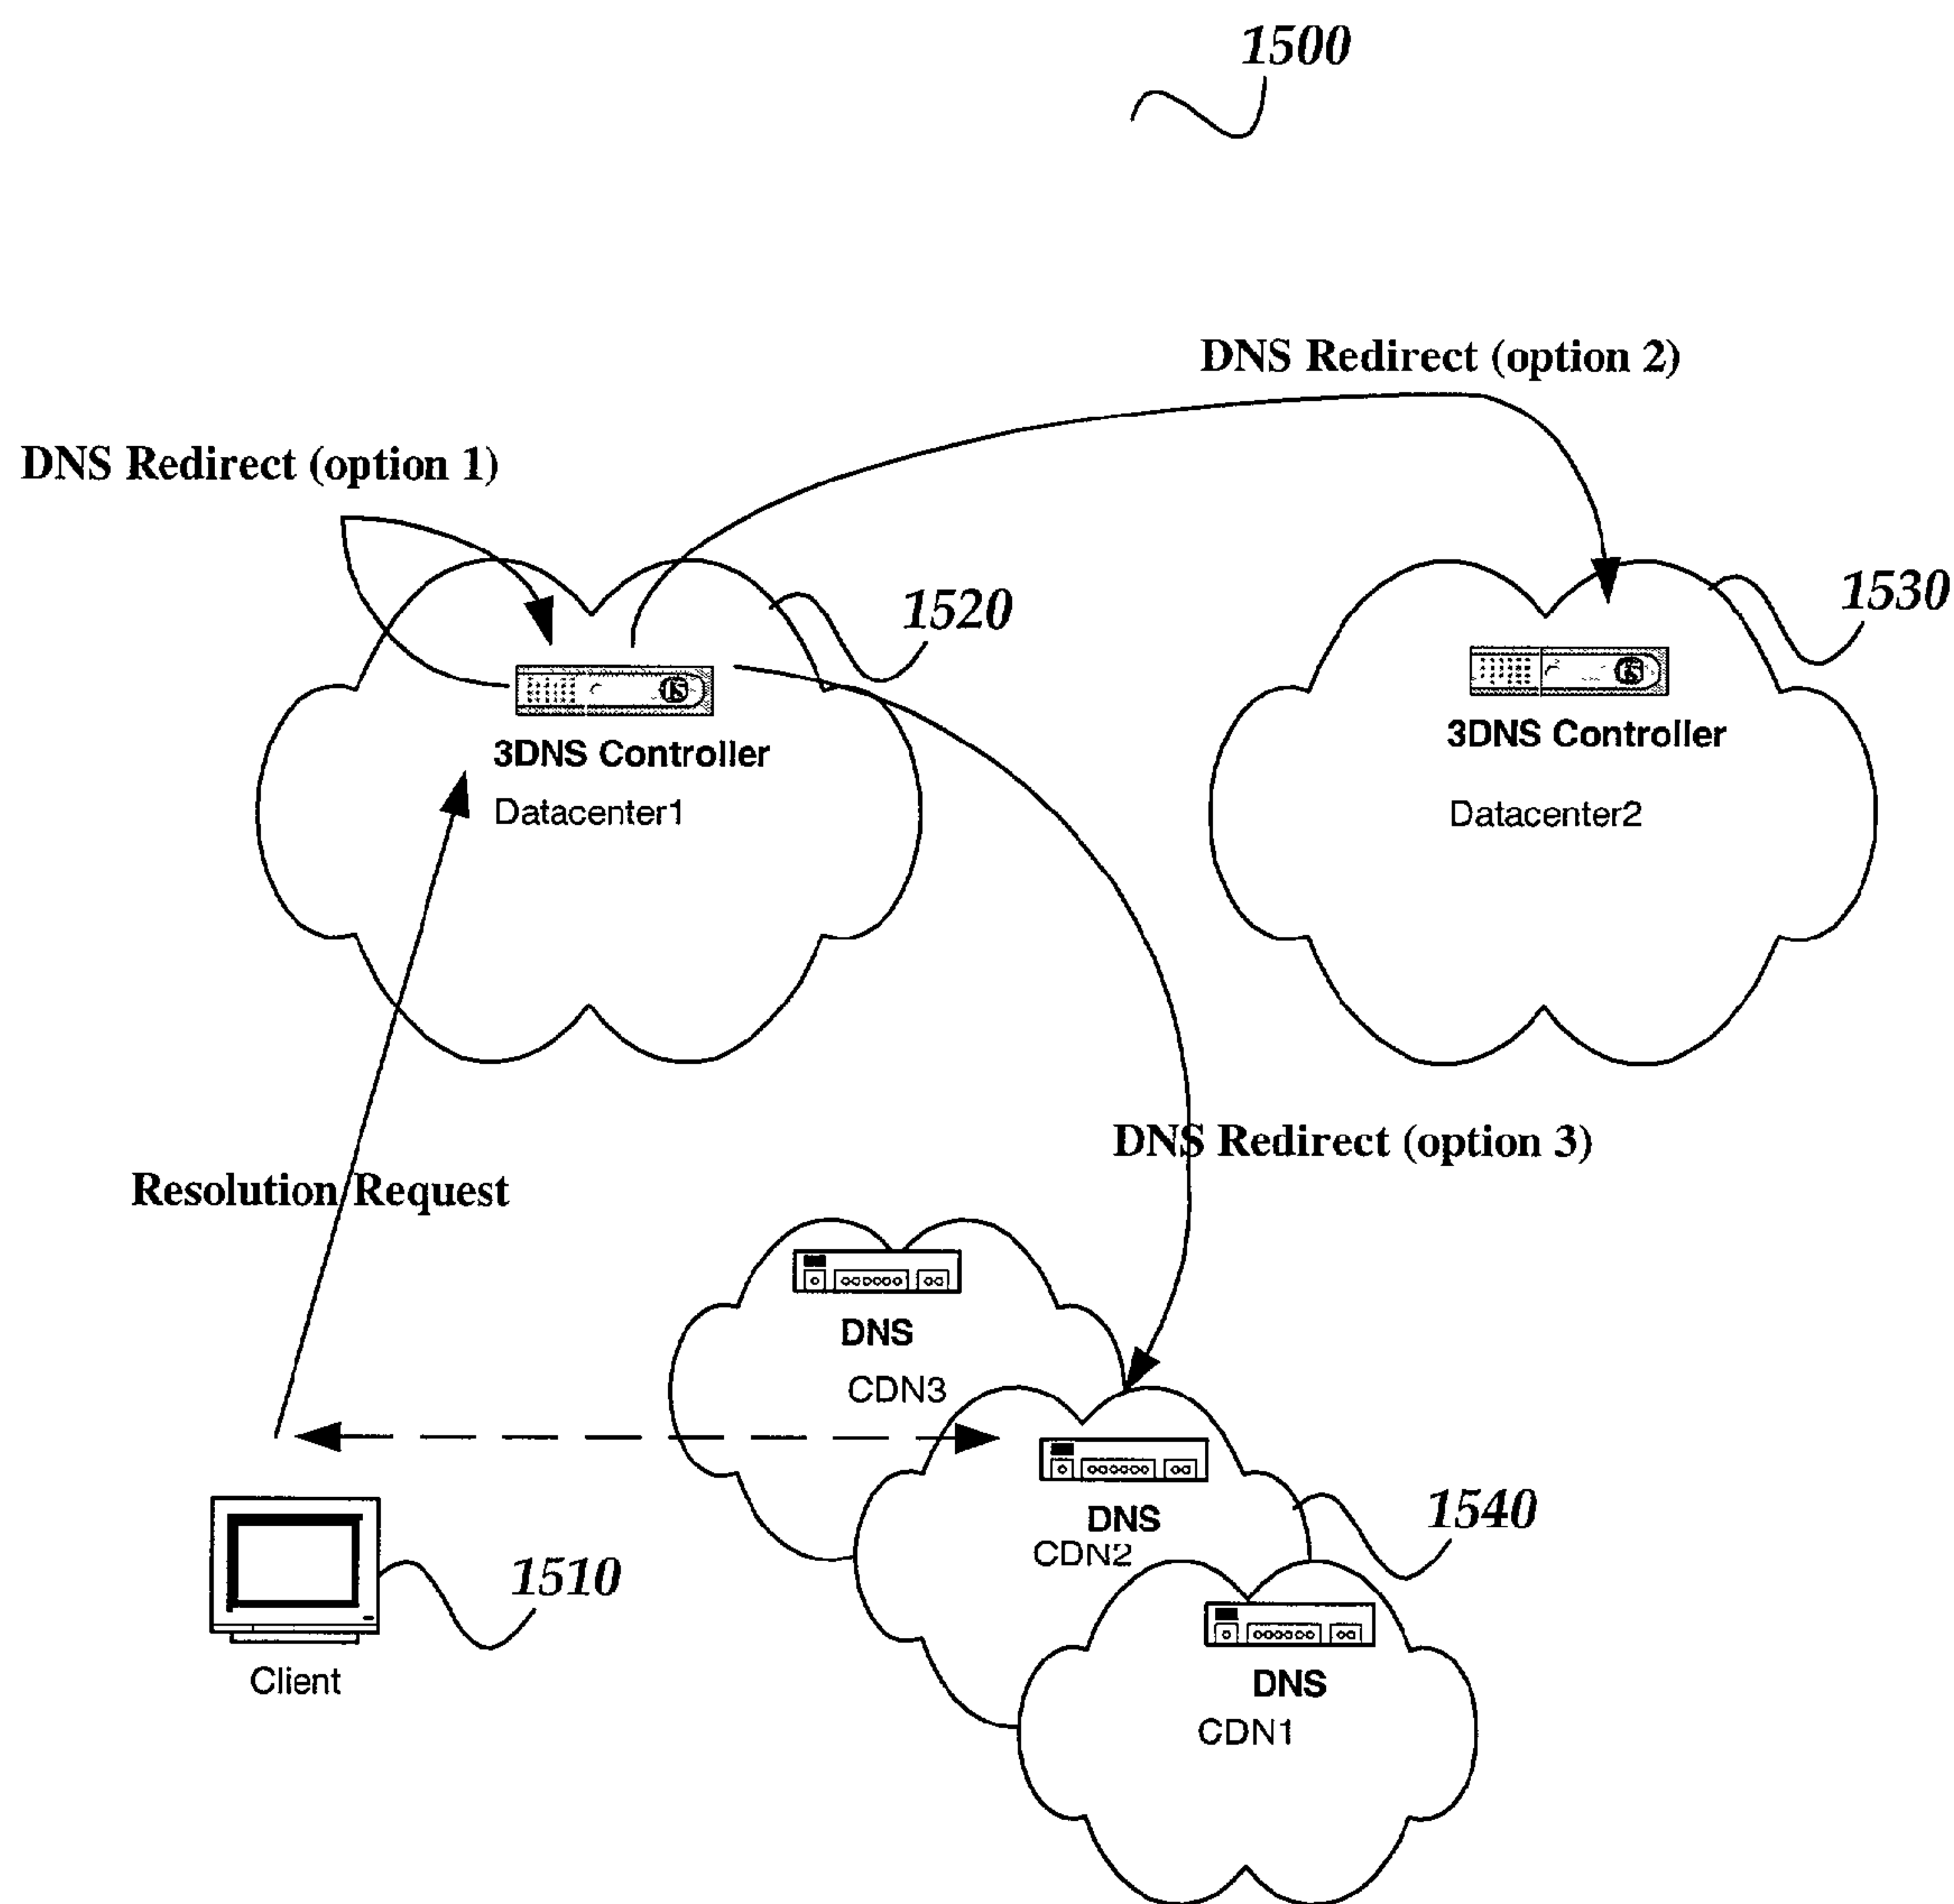 1500
DNS Redirect (option 2)
DNS Redirect (option 1)
1520
1530
3DNS Controller
Datacenter1
3DNS Controller
Datacenter2
DNS Redirect (option 3)
Resolution Request
DNS
CDN3
DNS
CDN2
1540
1510
Client
DNS
CDN1